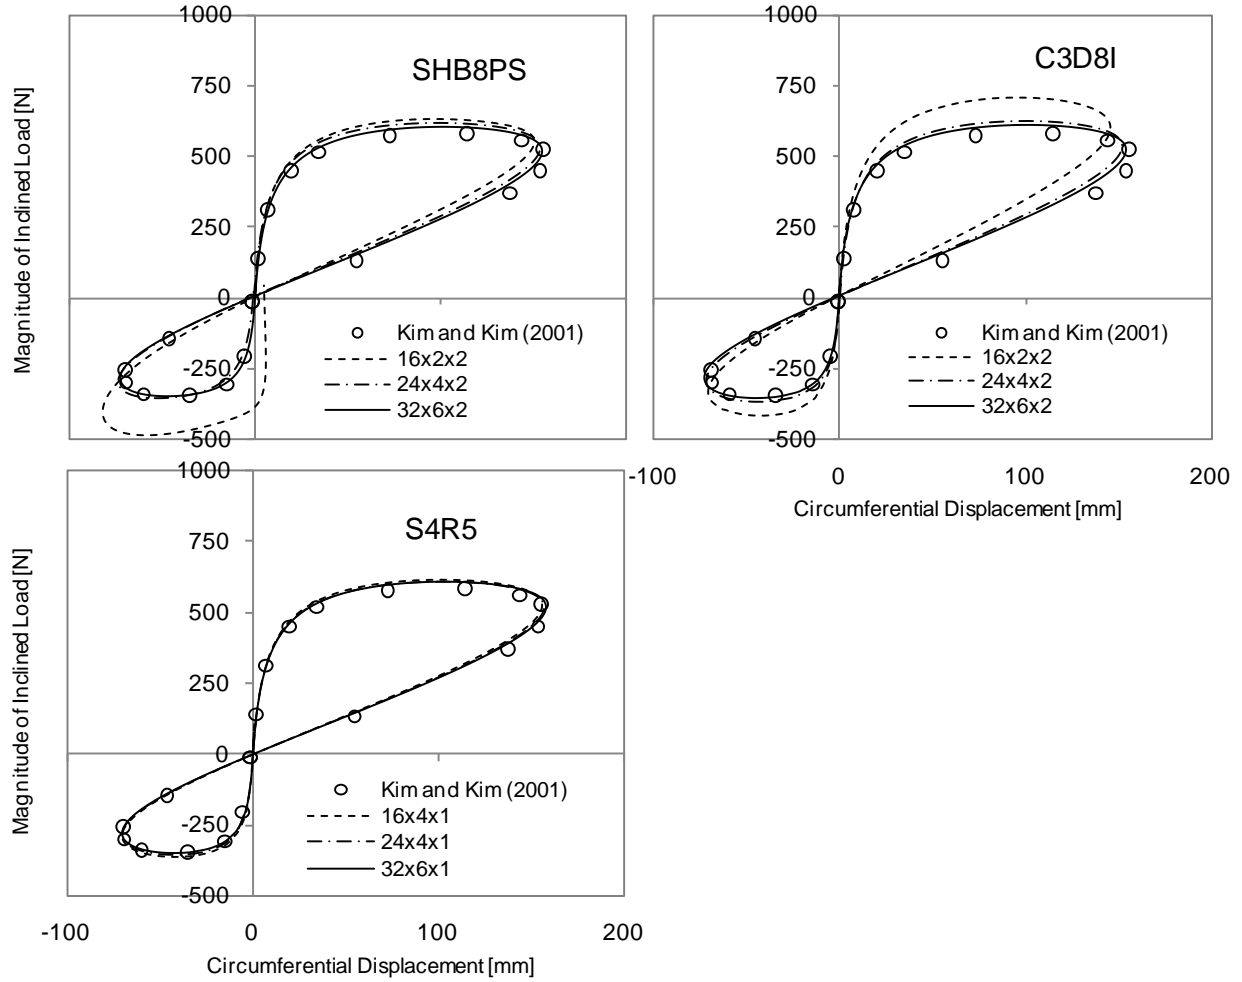 1000
SHB8PS
750
500
250
0
-250
-500
Magnitude of Inclined Load [N]
Kim and Kim (2001)
16x2x2
24x4x2
32x6x2
1000
C3D8I
750
500
250
0
-250
-500
Kim and Kim (2001)
16x2x2
24x4x2
32x6x2
-100 0 100 200
Circumferential Displacement [mm]
1000
S4R5
750
500
250
0
-250
-500
Magnitude of Inclined Load [N]
Kim and Kim (2001)
16x4x1
24x4x1
32x6x1
-100 0 100 200
Circumferential Displacement [mm]